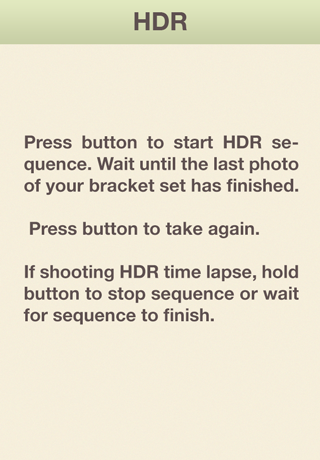 HDR
Press button to start HDR se-
quence. Wait until the last photo
of your bracket set has finished.
Press button to take again.
If shooting HDR time lapse, hold
button to stop sequence or wait
for sequence to finish.